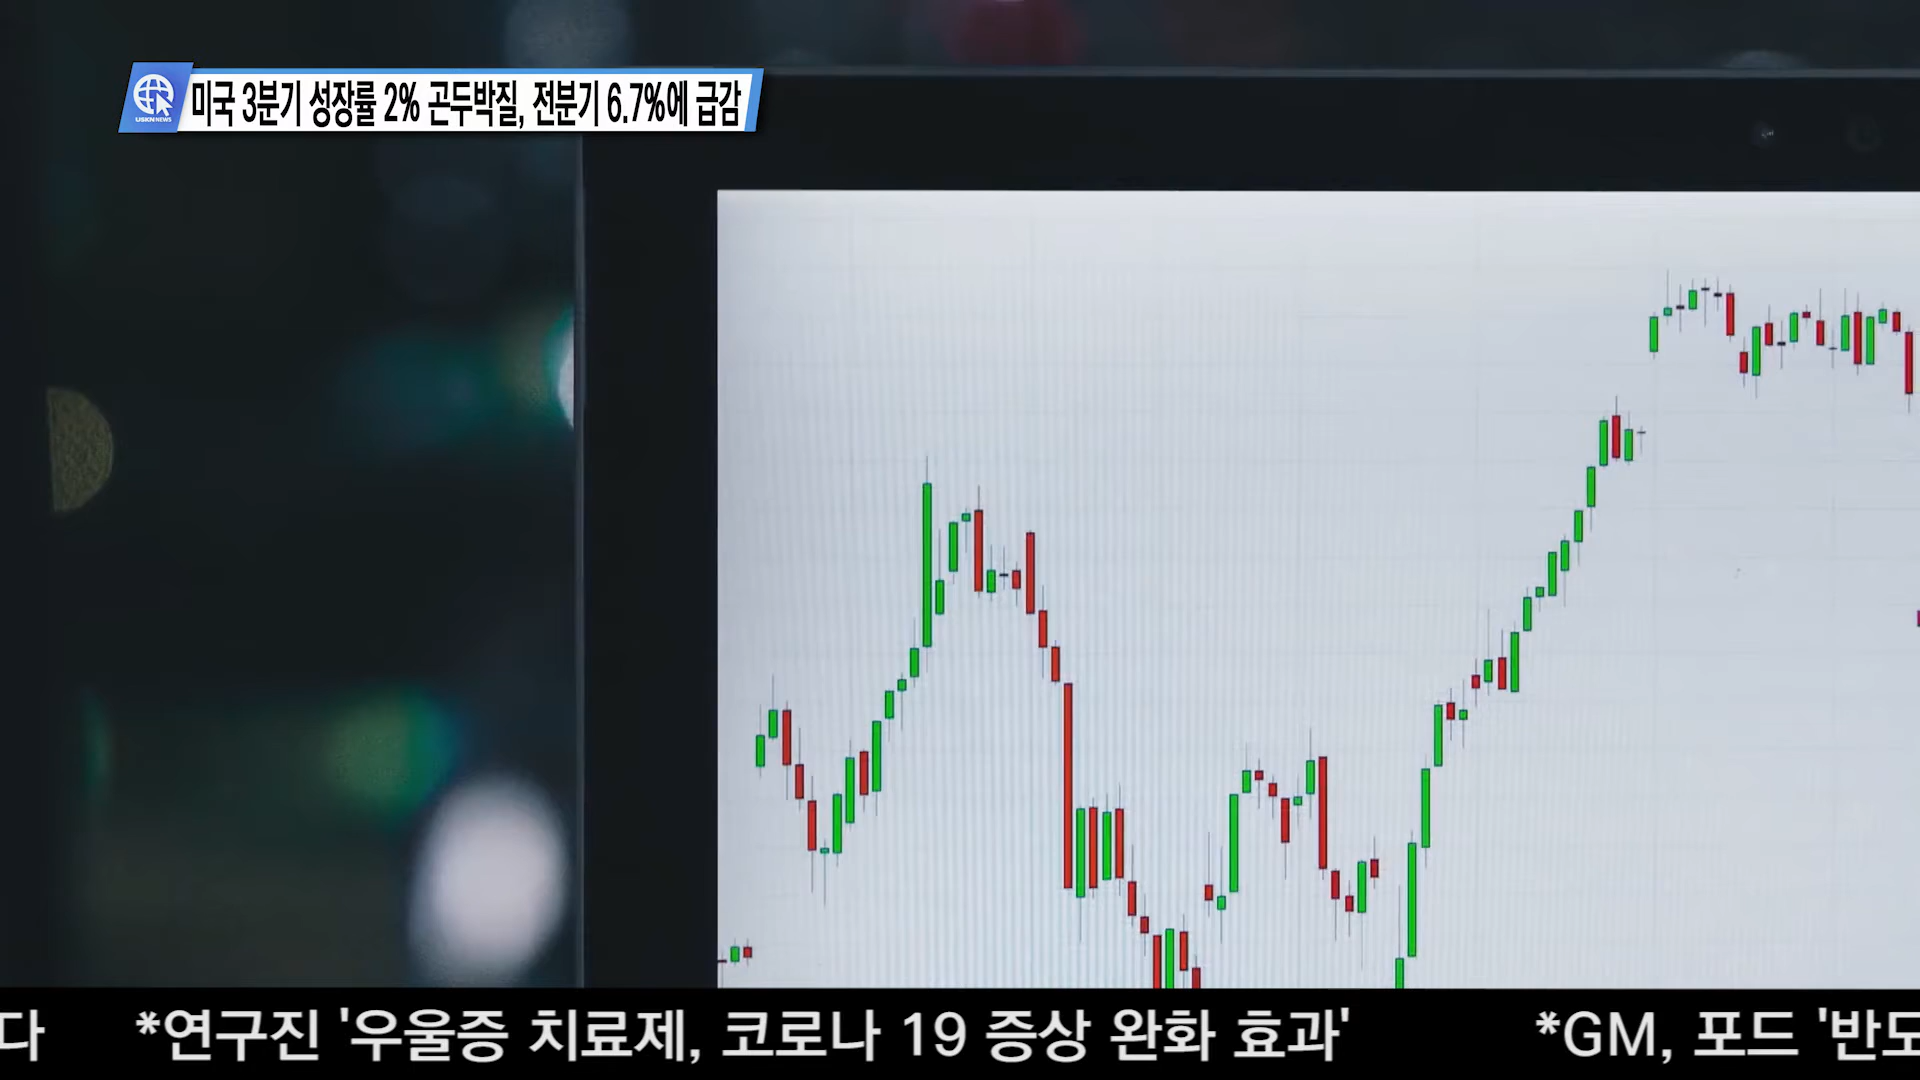 USKN NEWS
미국 3분기 성장률 2% 곤두박질, 전분기 6.7%에 급감
다 *연구진 '우울증 치료제, 코로나 19 증상 완화 효과' *GM, 포드 '반도